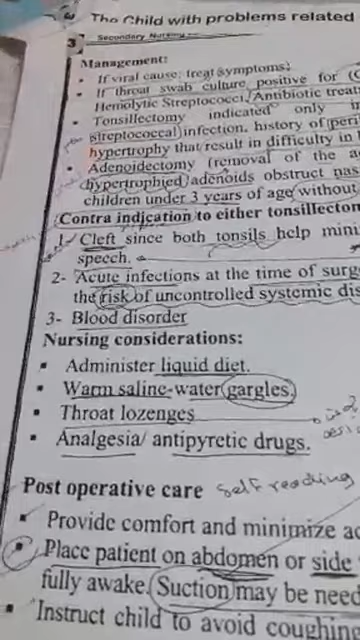 The Child with problems related
3
Secondary Nursing
Management:
▪ If viral cause: treat symptoms;
▪ If throat swab culture positive for (
Hemolytic Streptococci, Antibiotic treat
▪ Tonsillectomy indicated only
streptococcal infection, history of peri
hypertrophy that result in difficulty in
▪ Adenoidectomy (removal of the a
hypertrophied adenoids obstruct nas
children under 3 years of age without
Contra indication to either tonsillecton
1- Cleft since both tonsils help mini
speech.
2- Acute infections at the time of surg
the risk of uncontrolled systemic dis
3- Blood disorder
Nursing considerations:
▪ Administer liquid diet.
▪ Warm saline-water gargles.
▪ Throat lozenges
▪ Analgesia/ antipyretic drugs.
Post operative care self reading
▪ Provide comfort and minimize ac
▪ Place patient on abdomen or side
fully awake. Suction may be need
▪ Instruct child to avoid coughing